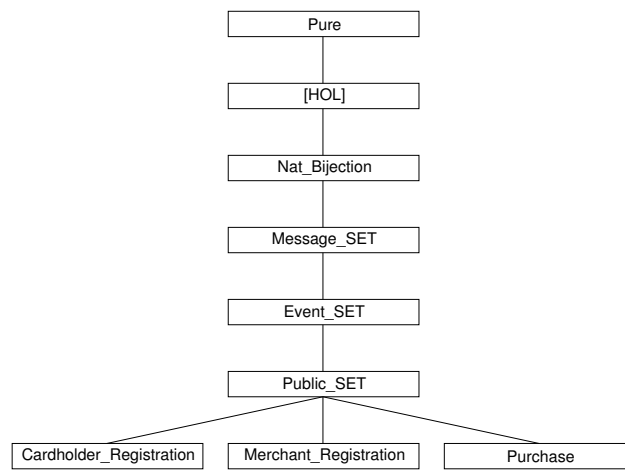 Pure
[HOL]
Nat_Bijection
Message_SET
Event_SET
Public_SET
Cardholder_Registration
Merchant_Registration
Purchase